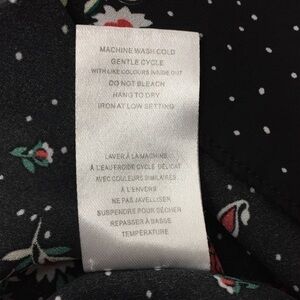 MACHINE WASH COLD
GENTLE CYCLE
WITH LIKE COLOURS INSIDE OUT
DO NOT BLEACH
HANG TO DRY
IRON AT LOW SETTING
LAVER À LA MACHINE
À L'EAU FROIDE CYCLE DÉLICAT
AVEC COULEURS SIMILAIRES
À L'ENVERS
NE PAS JAVELLISER
SUSPENDRE POUR SÉCHER
REPASSER À BASSE
TEMPÉRATURE